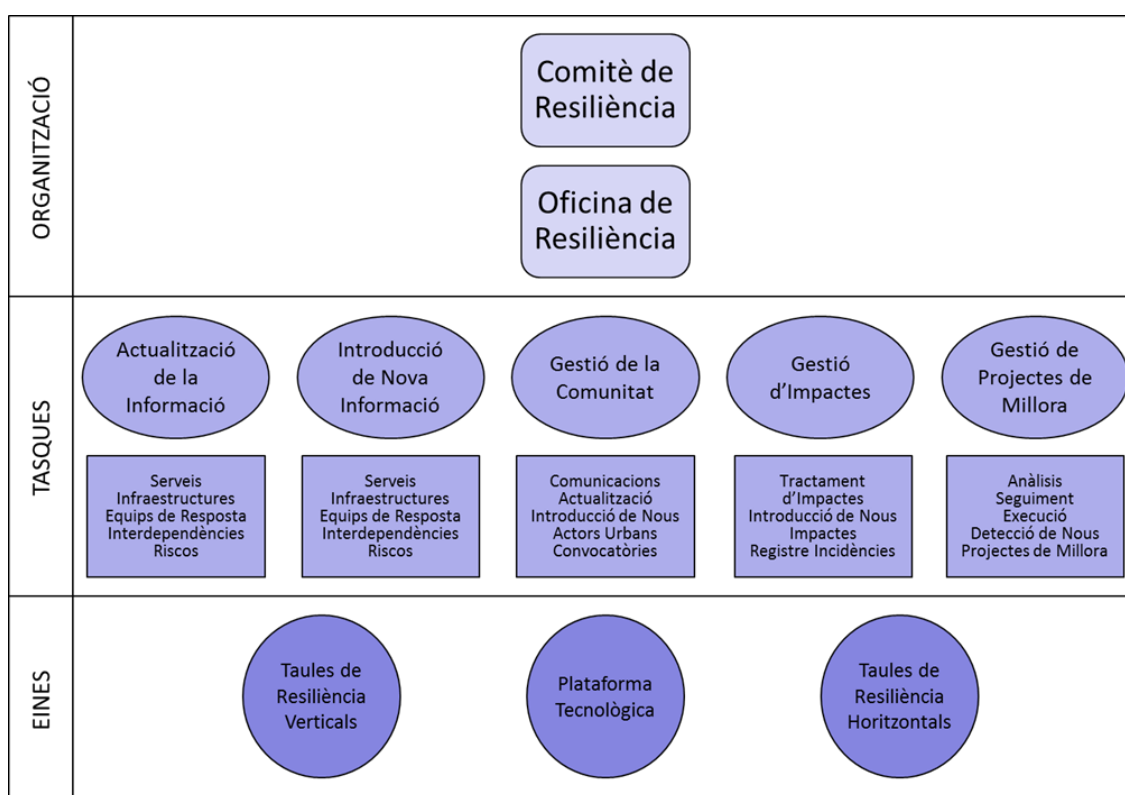 ORGANITZACIÓ
Comitè de
Resiliència
Oficina de
Resiliència
TASQUES
Actualització
de la
Informació
Introducció
de Nova
Informació
Gestió de la
Comunitat
Gestió
d’Impactes
Gestió de
Projectes de
Millora
Serveis
Infraestructures
Equips de Resposta
Interdependències
Riscos
Serveis
Infraestructures
Equips de Resposta
Interdependències
Riscos
Comunicacions
Actualització
Introducció de Nous
Actors Urbans
Convocatòries
Tractament
d’Impactes
Introducció de Nous
Impactes
Registre Incidències
Anàlisis
Seguiment
Execució
Detecció de Nous
Projectes de Millora
EINES
Taules de
Resiliència
Verticals
Plataforma
Tecnològica
Taules de
Resiliència
Horitzontals